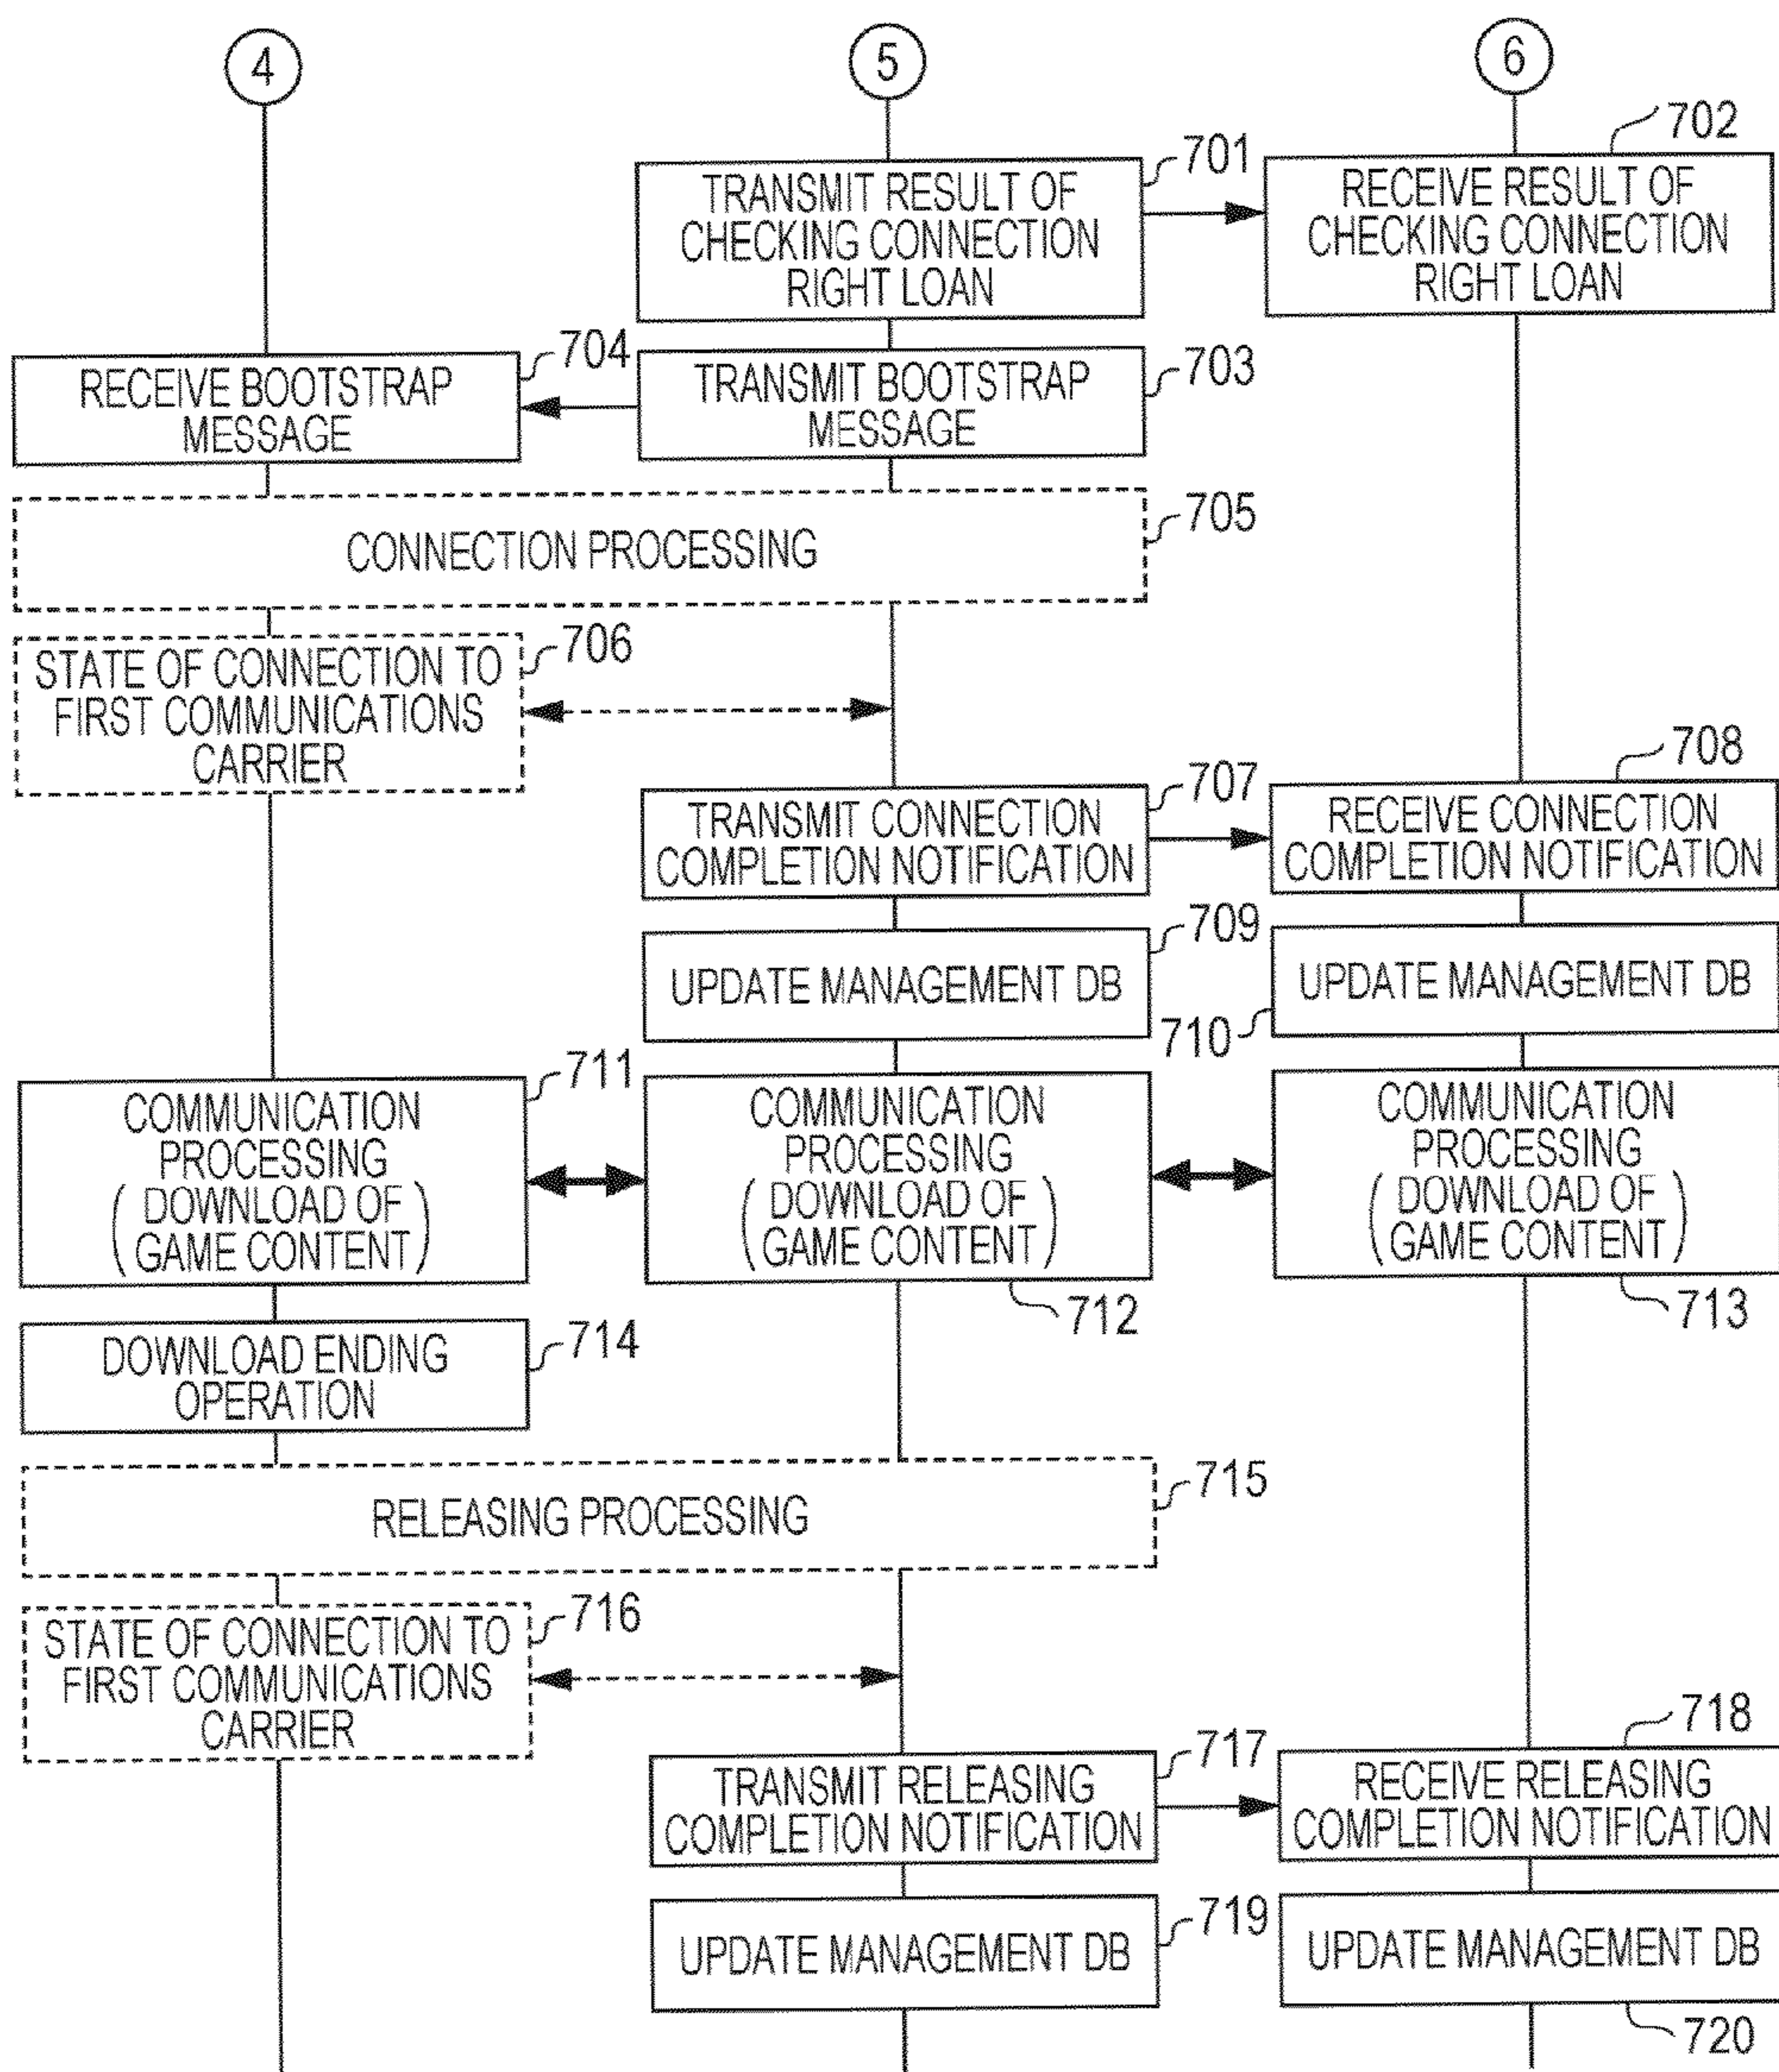 4
5
6
701
702
TRANSMIT RESULT OF
CHECKING CONNECTION
RIGHT LOAN
RECEIVE RESULT OF
CHECKING CONNECTION
RIGHT LOAN
704
703
RECEIVE BOOTSTRAP
MESSAGE
TRANSMIT BOOTSTRAP
MESSAGE
705
CONNECTION PROCESSING
706
STATE OF CONNECTION TO
FIRST COMMUNICATIONS
CARRIER
707
708
TRANSMIT CONNECTION
COMPLETION NOTIFICATION
RECEIVE CONNECTION
COMPLETION NOTIFICATION
709
UPDATE MANAGEMENT DB
710
UPDATE MANAGEMENT DB
711
COMMUNICATION
PROCESSING
(DOWNLOAD OF
GAME CONTENT)
COMMUNICATION
PROCESSING
(DOWNLOAD OF
GAME CONTENT)
712
COMMUNICATION
PROCESSING
(DOWNLOAD OF
GAME CONTENT)
713
714
DOWNLOAD ENDING
OPERATION
715
RELEASING PROCESSING
716
STATE OF CONNECTION TO
FIRST COMMUNICATIONS
CARRIER
717
718
TRANSMIT RELEASING
COMPLETION NOTIFICATION
RECEIVE RELEASING
COMPLETION NOTIFICATION
719
UPDATE MANAGEMENT DB
UPDATE MANAGEMENT DB
720